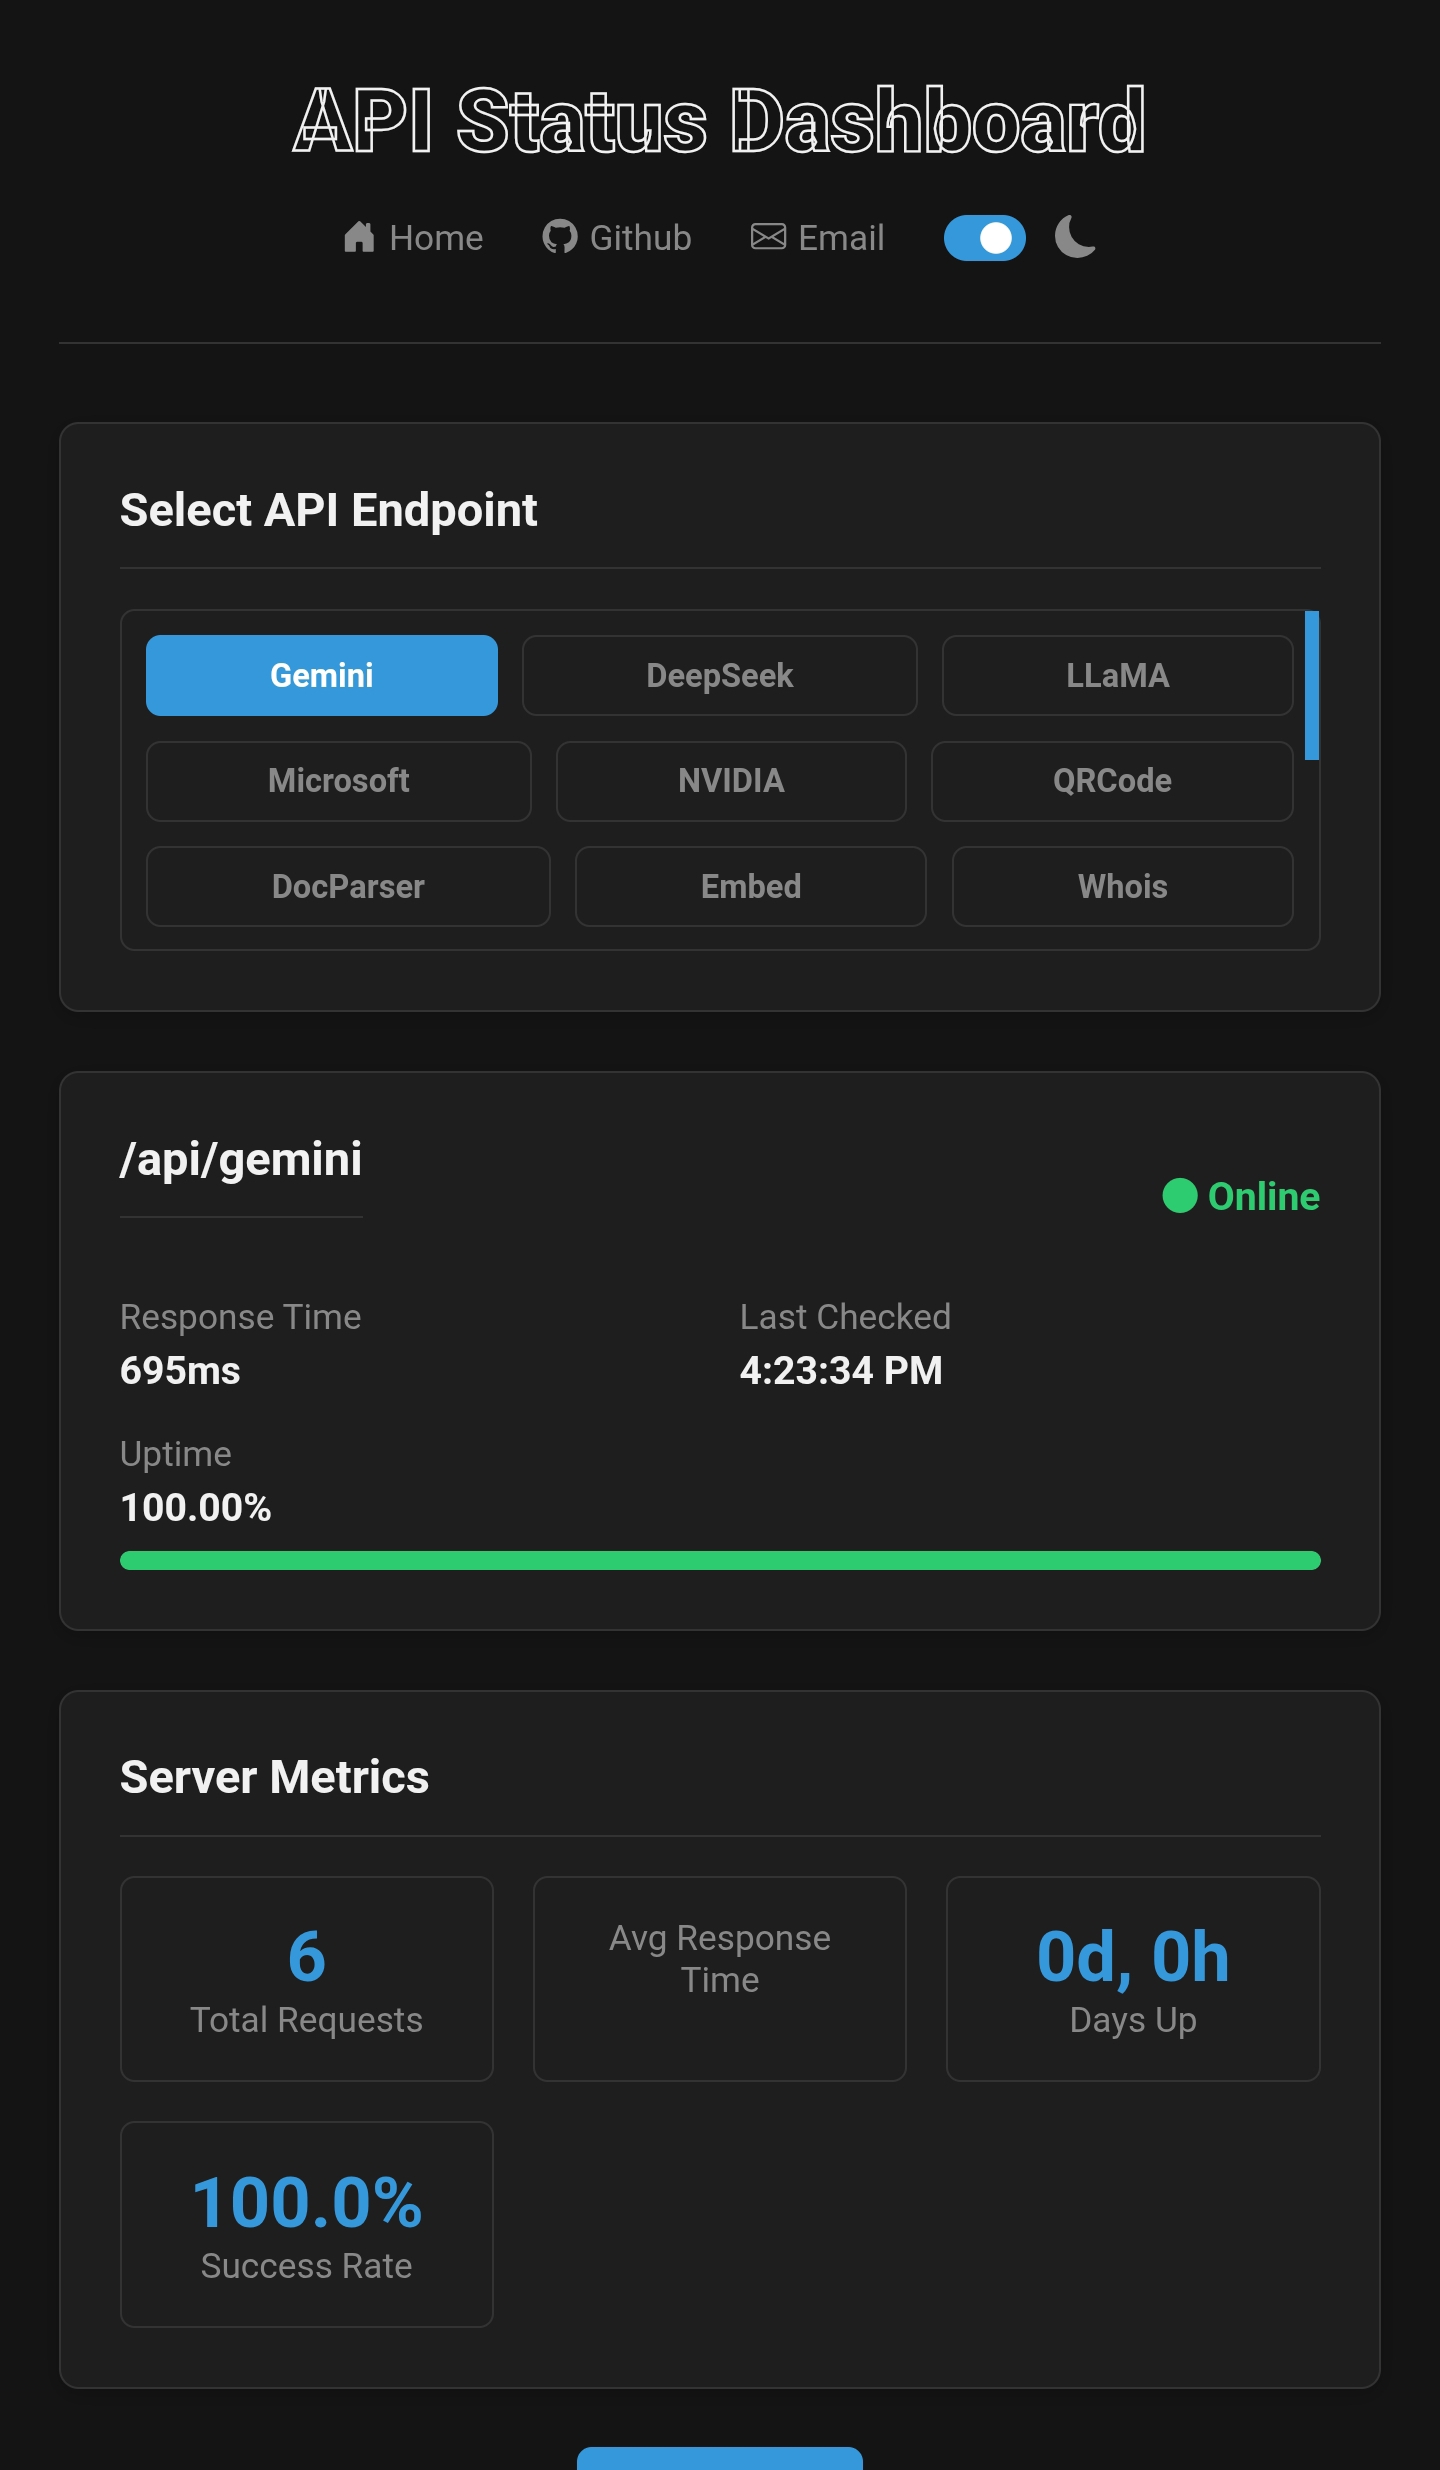 API Status Dashboard
Home Github Email
Select API Endpoint
Gemini DeepSeek LLaMA
Microsoft NVIDIA QRCode
DocParser Embed Whois
/api/gemini
Online
Response Time Last Checked
695ms 4:23:34 PM
Uptime
100.00%
Server Metrics
6
Total Requests
Avg Response
Time
0d, 0h
Days Up
100.0%
Success Rate